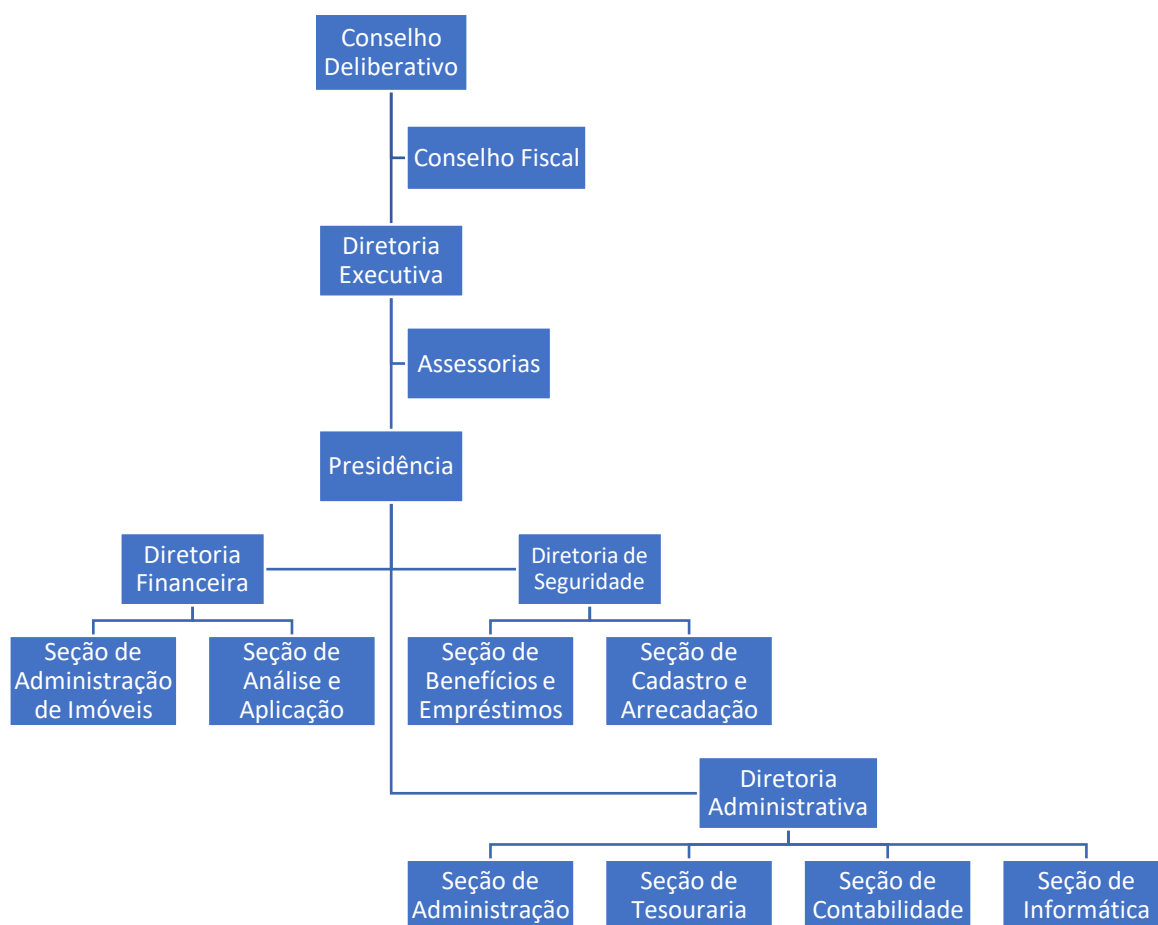 Conselho
Deliberativo
Conselho Fiscal
Diretoria
Executiva
Assessorias
Presidência
Diretoria
Financeira
Diretoria de
Seguridade
Seção de
Administração
de Imóveis
Seção de
Análise e
Aplicação
Seção de
Benefícios e
Empréstimos
Seção de
Cadastro e
Arrecadação
Diretoria
Administrativa
Seção de
Administração
Seção de
Tesouraria
Seção de
Contabilidade
Seção de
Informática